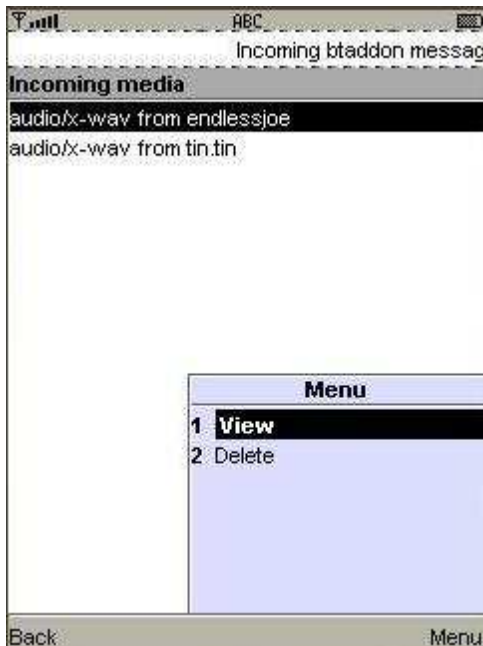 ABC
Incoming btaddon messag
Incoming media
audio/x-wav from endlessjoe
audio/x-wav from tin.tin
Menu
1 View
2 Delete
Back Menu